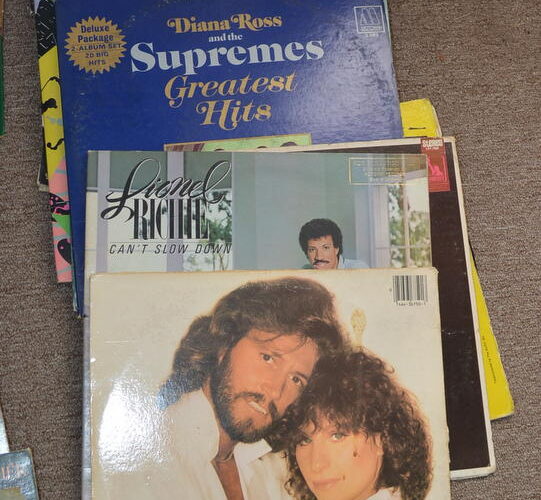 Diana Ross
and the
Supremes
Greatest
Hits
Deluxe
Package
2-ALBUM SET
20 BIG
HITS
Lionel
RICHIE
CAN'T SLOW DOWN